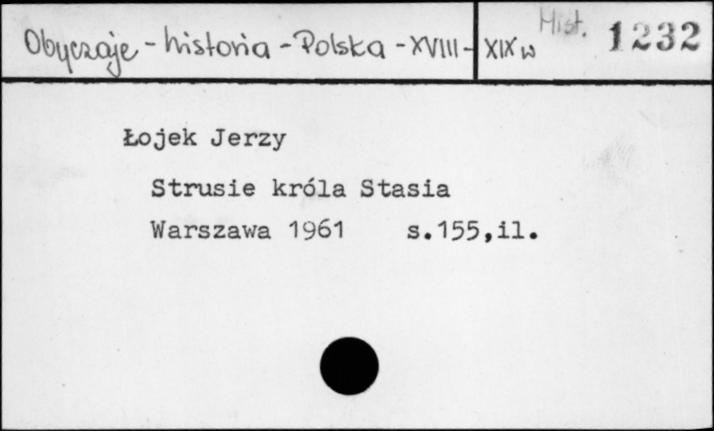 Obyczaje - historia - Polska - XVIII - XIX w
Hist. 1232
Łojek Jerzy
Strusie króla Stasia
Warszawa 1961 s.155,il.